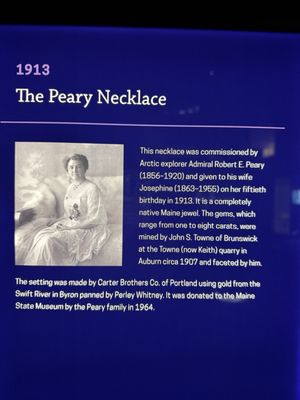 1913
The Peary Necklace
This necklace was commissioned by
Arctic explorer Admiral Robert E. Peary
(1856–1920) and given to his wife
Josephine (1863–1955) on her fiftieth
birthday in 1913. It is a completely
native Maine jewel. The gems, which
range from one to eight carats, were
mined by John S. Towne of Brunswick
at the Towne (now Keith) quarry in
Auburn circa 1907 and faceted by him.
The setting was made by Carter Brothers Co. of Portland using gold from the
Swift River in Byron panned by Perley Whitney. It was donated to the Maine
State Museum by the Peary family in 1964.